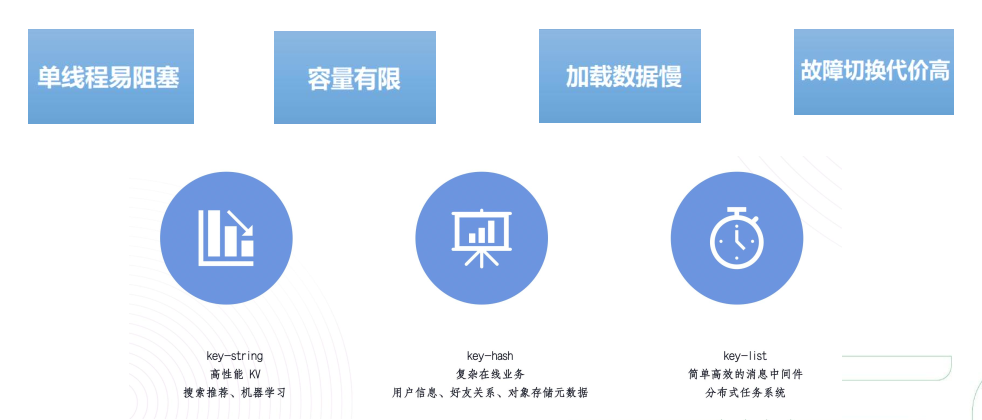 单线程易阻塞
容量有限
加载数据慢
故障切换代价高
key-string
高性能 KV
搜索推荐、机器学习
key-hash
复杂在线业务
用户信息、好友关系、对象存储元数据
key-list
简单高效的消息中间件
分布式任务系统